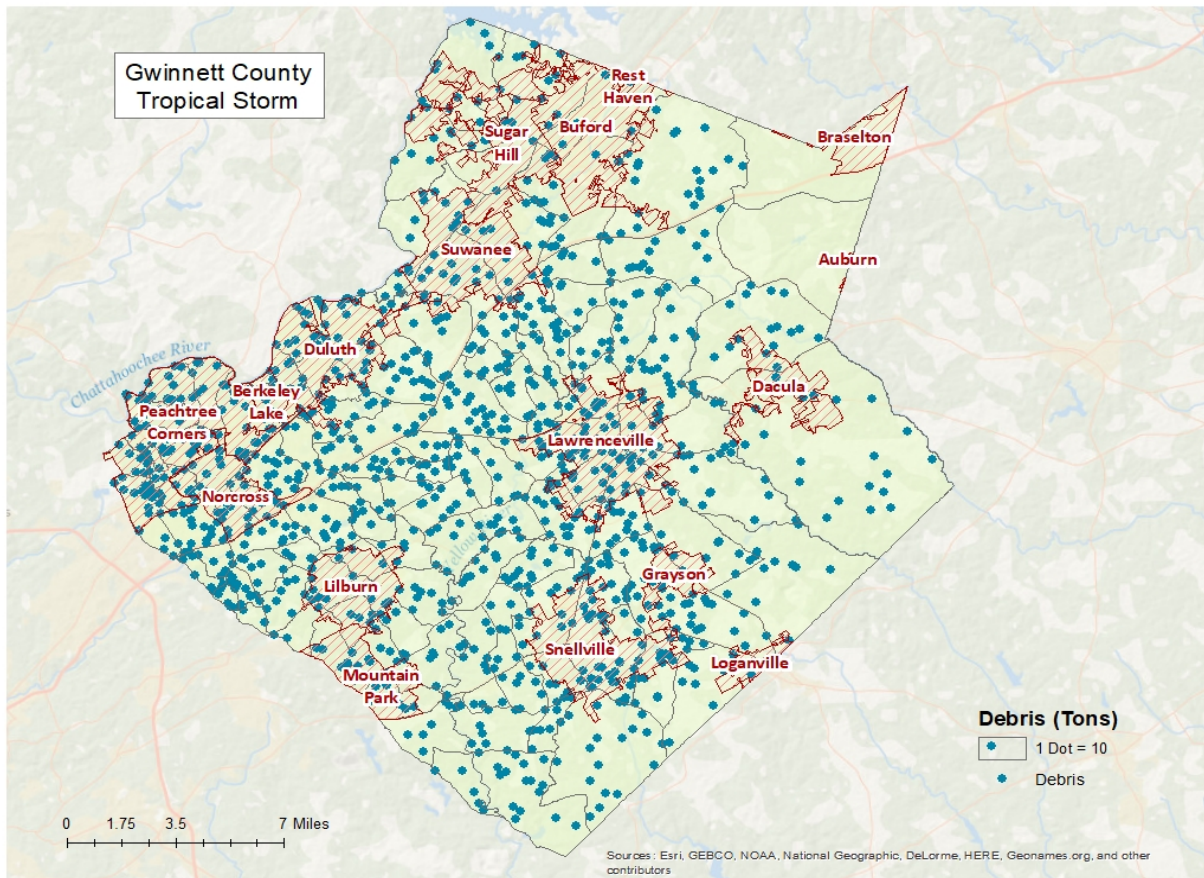 Gwinnett County
Tropical Storm
Rest
Haven
Buford
Sugar
Hill
Braselton
Suwanee
Auburn
Duluth
Chattahoochee River
Berkeley
Lake
Dacula
Peachtree
Corners
Lawrenceville
Norcross
Grayson
Lilburn
Snellville
Loganville
Mountain
Park
Debris (Tons)
1 Dot = 10
Debris
0 1.75 3.5 7 Miles
Sources: Esri, GEBCO, NOAA, National Geographic, DeLorme, HERE, Geonames.org, and other
contributors